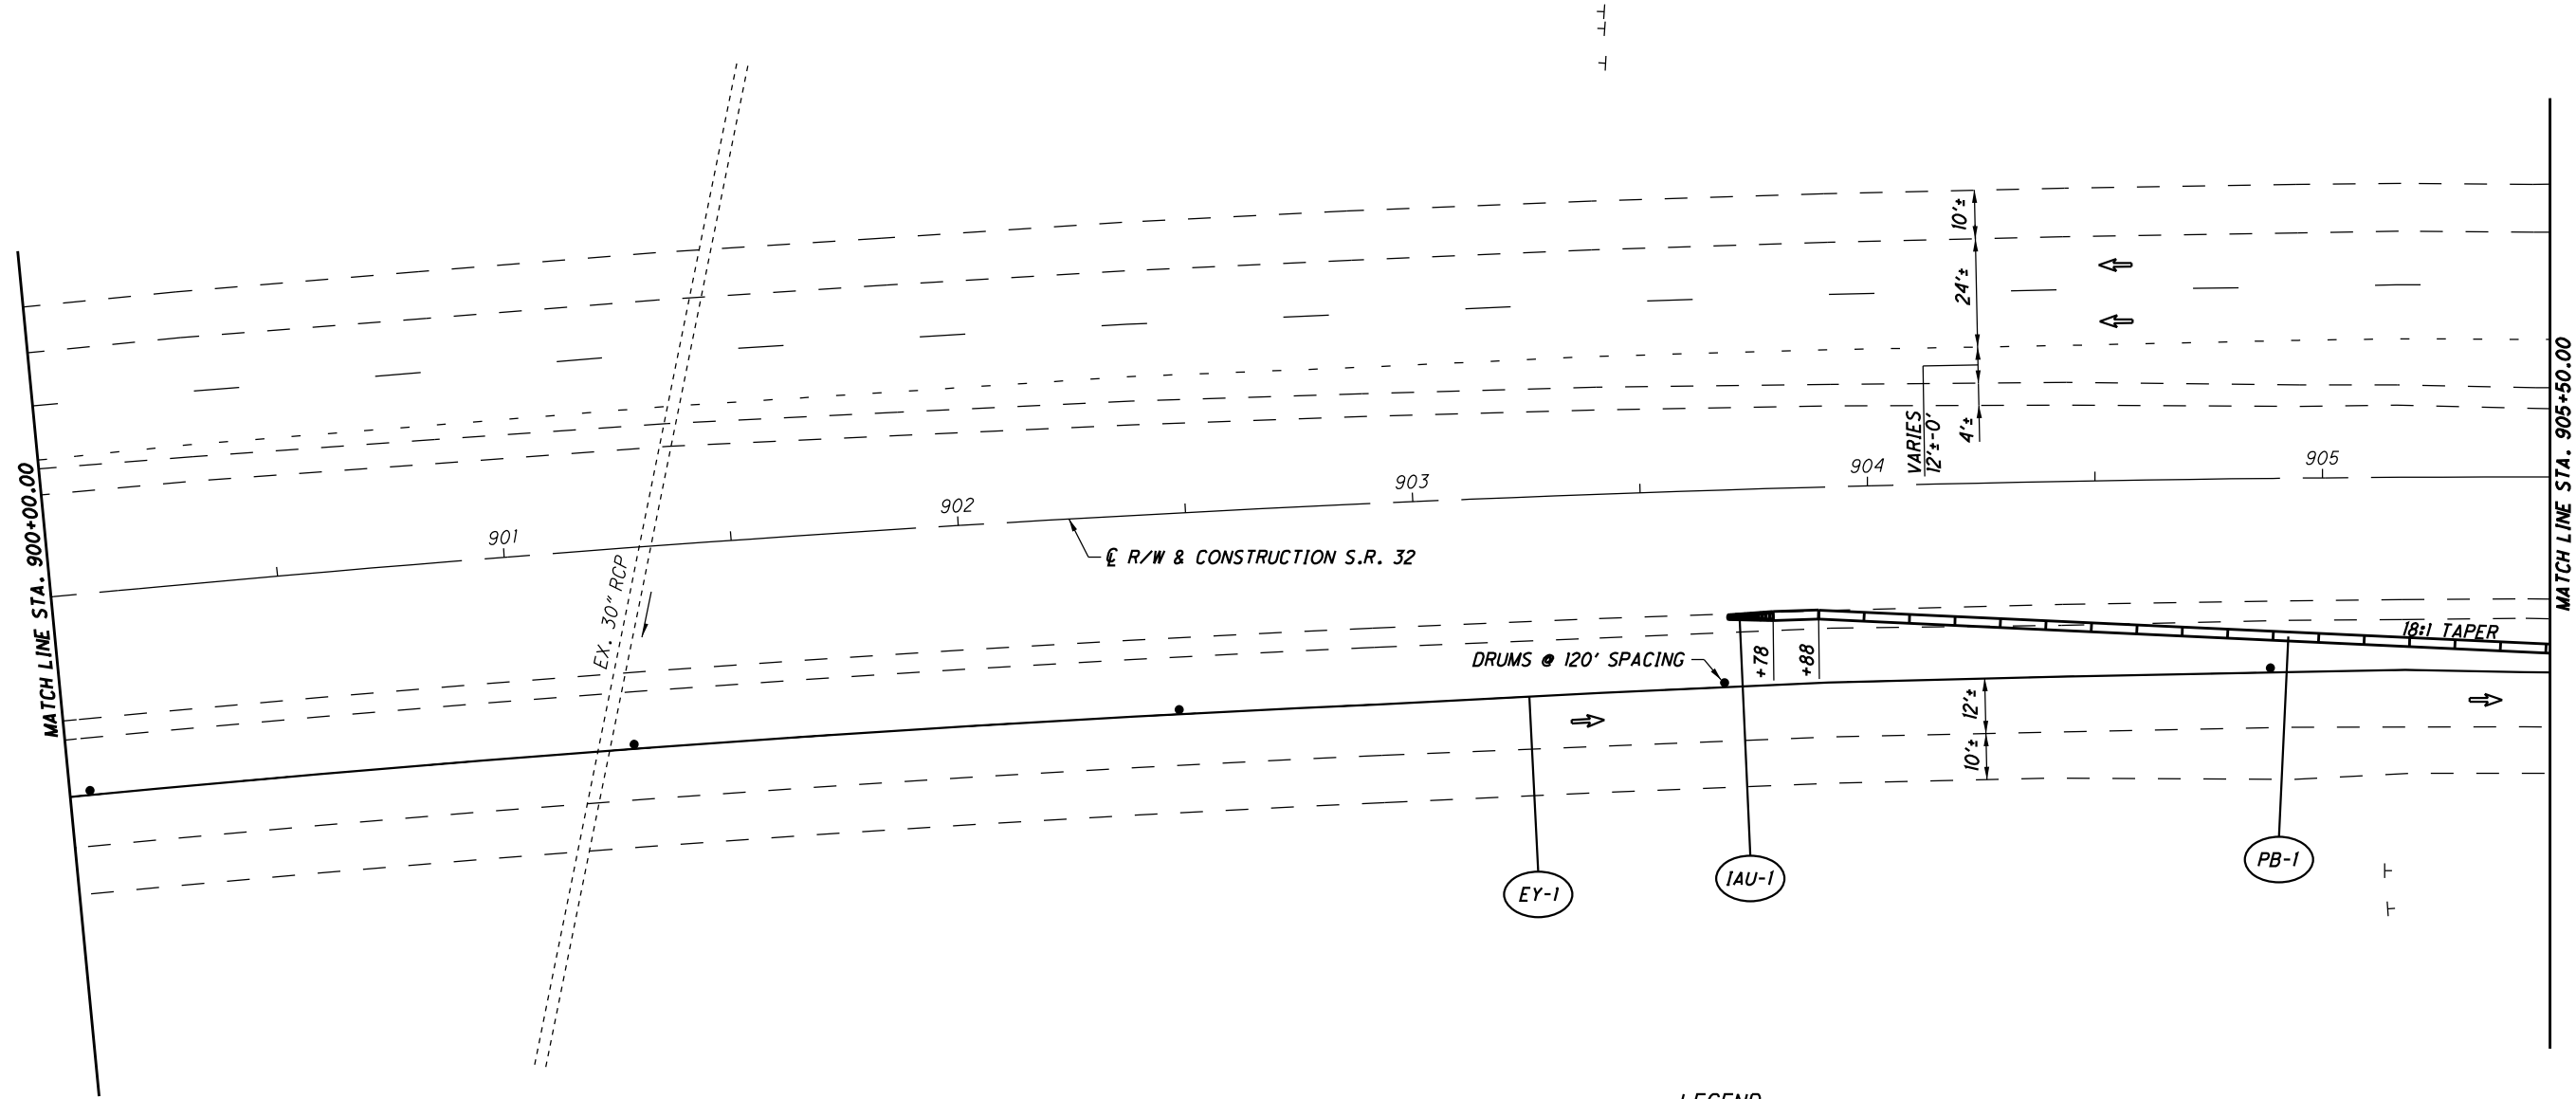 10'±
24'±
VARIES
12'±-0'
4'±
MATCH LINE STA. 900+00.00
MATCH LINE STA. 905+50.00
901
902
903
904
905
℄ R/W & CONSTRUCTION S.R. 32
EX. 30" RCP
DRUMS @ 120' SPACING
+78
+88
18:1 TAPER
12'±
10'±
EY-1
IAU-1
PB-1
LEGEND